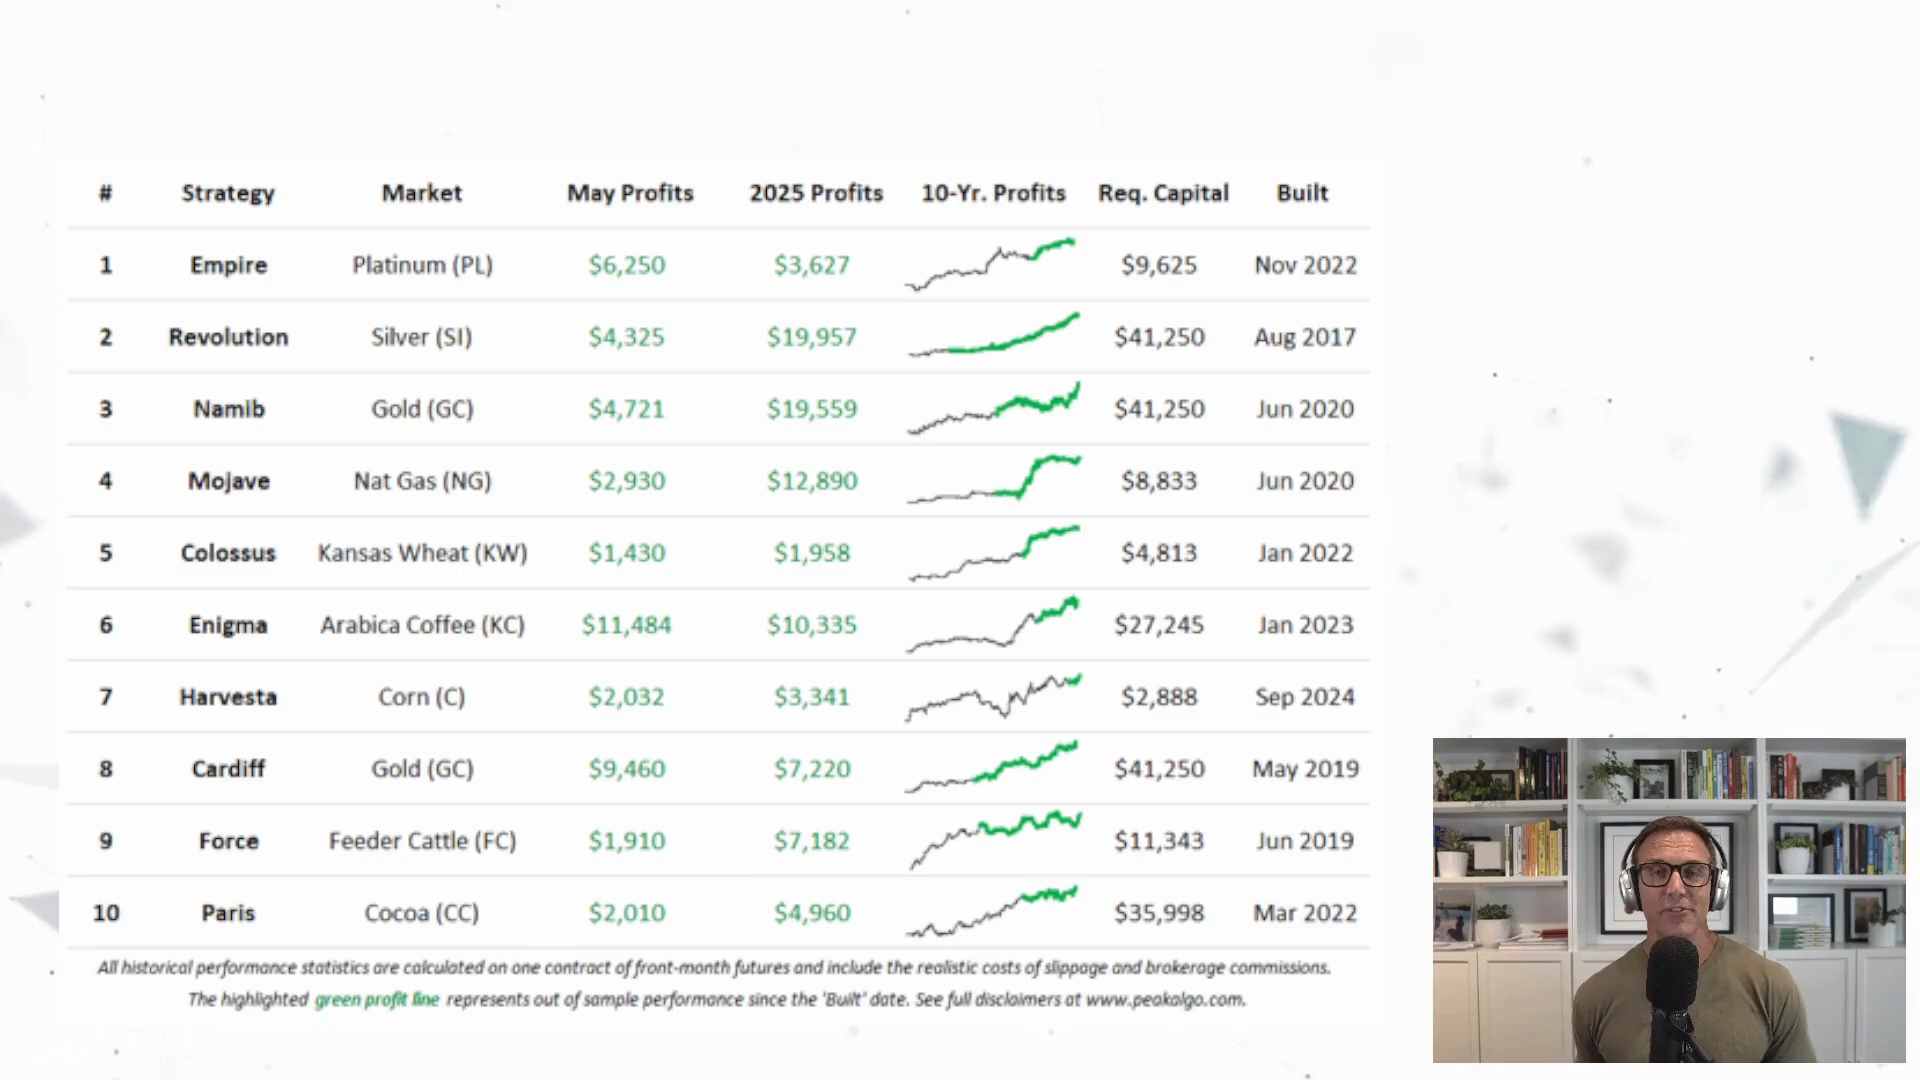 # Strategy Market May Profits 2025 Profits 10-Yr. Profits Req. Capital Built
1 Empire Platinum (PL) $6,250 $3,627 $9,625 Nov 2022
2 Revolution Silver (SI) $4,325 $19,957 $41,250 Aug 2017
3 Namib Gold (GC) $4,721 $19,559 $41,250 Jun 2020
4 Mojave Nat Gas (NG) $2,930 $12,890 $8,833 Jun 2020
5 Colossus Kansas Wheat (KW) $1,430 $1,958 $4,813 Jan 2022
6 Enigma Arabica Coffee (KC) $11,484 $10,335 $27,245 Jan 2023
7 Harvesta Corn (C) $2,032 $3,341 $2,888 Sep 2024
8 Cardiff Gold (GC) $9,460 $7,220 $41,250 May 2019
9 Force Feeder Cattle (FC) $1,910 $7,182 $11,343 Jun 2019
10 Paris Cocoa (CC) $2,010 $4,960 $35,998 Mar 2022
All historical performance statistics are calculated on one contract of front-month futures and include the realistic costs of slippage and brokerage commissions.
The highlighted green profit line represents out of sample performance since the 'Built' date. See full disclaimers at www.peakalgo.com.